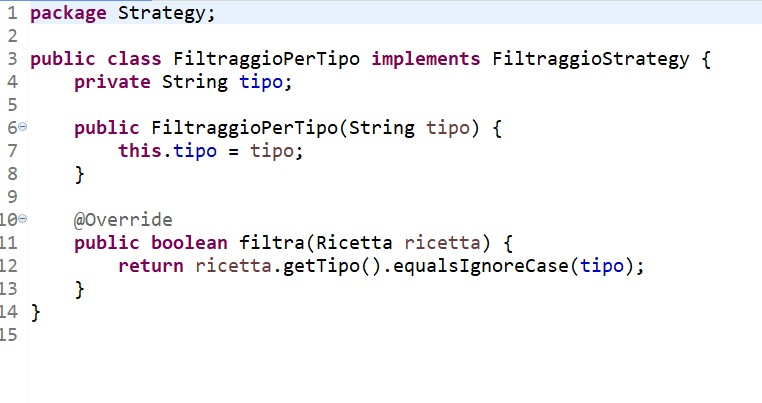 1 package Strategy;
2
3 public class FiltraggioPerTipo implements FiltraggioStrategy {
4     private String tipo;
5
6     public FiltraggioPerTipo(String tipo) {
7         this.tipo = tipo;
8     }
9
10     @Override
11     public boolean filtra(Ricetta ricetta) {
12         return ricetta.getTipo().equalsIgnoreCase(tipo);
13     }
14 }
15